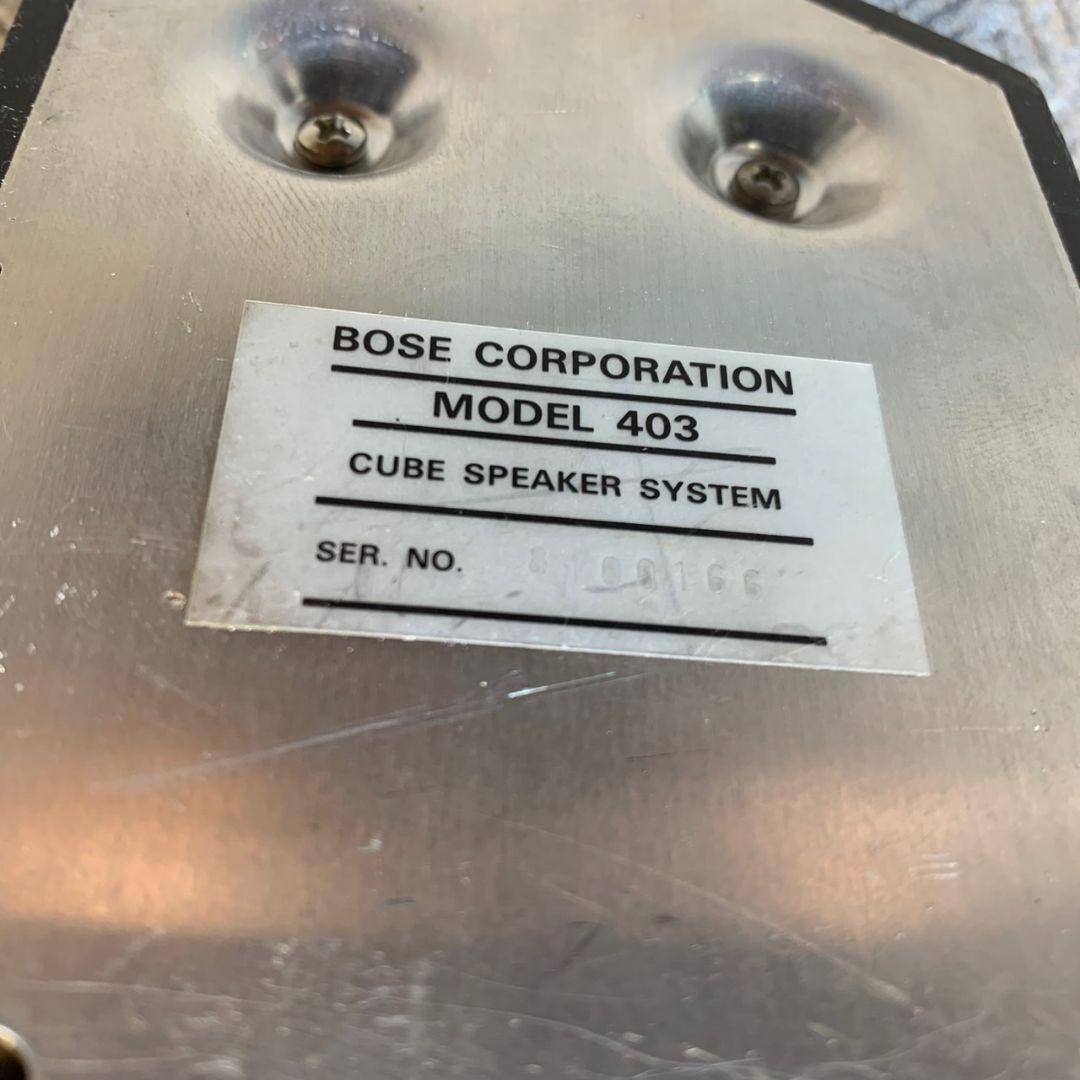 BOSE CORPORATION
MODEL 403
CUBE SPEAKER SYSTEM
SER. NO.